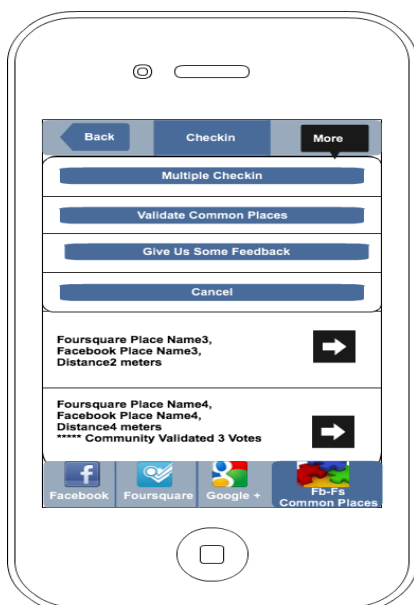 Back Checkin More
Multiple Checkin
Validate Common Places
Give Us Some Feedback
Cancel
Foursquare Place Name3,
Facebook Place Name3,
Distance2 meters
Foursquare Place Name4,
Facebook Place Name4,
Distance4 meters
***** Community Validated 3 Votes
Facebook Foursquare Google + Fb-Fs
Common Places